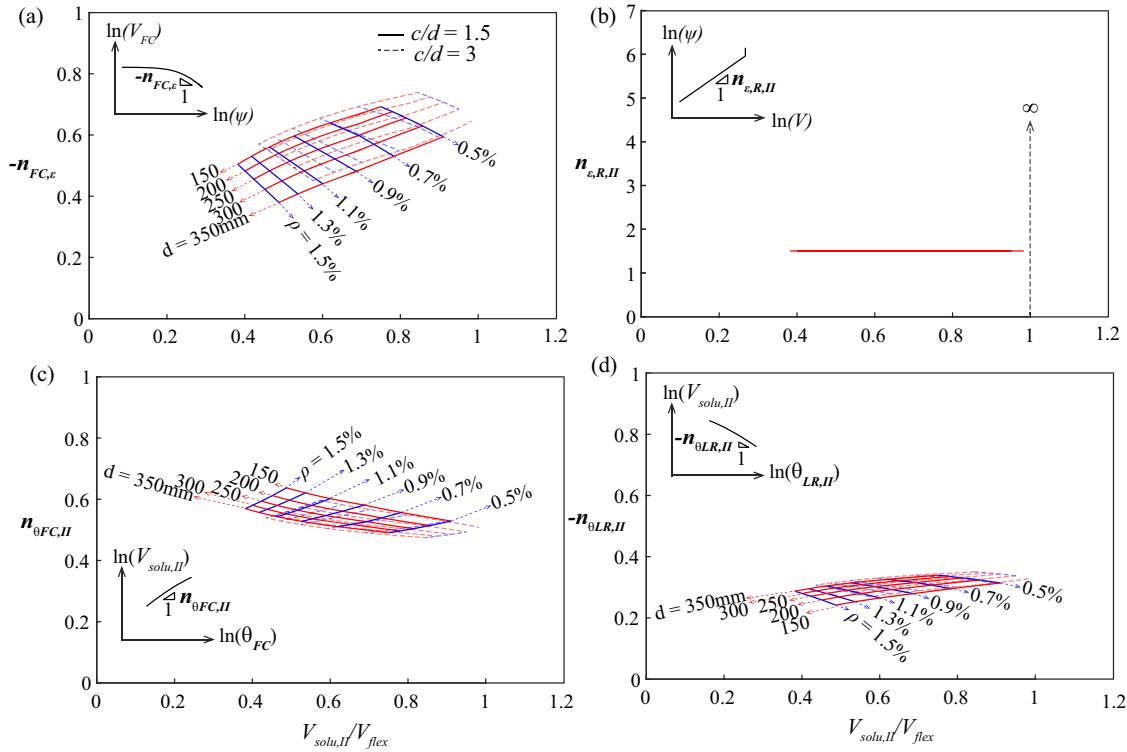 (a)
ln(V_FC)
-n_FC,ε
1
ln(ψ)
c/d = 1.5
c/d = 3
1
0.8
0.6
0.4
0.2
0
-n_FC,ε
150
200
250
300
d = 350mm
ρ = 1.5%
1.3%
1.1%
0.9%
0.7%
0.5%
0 0.2 0.4 0.6 0.8 1 1.2
(b)
ln(ψ)
n_ε,R,II
1
ln(V)
∞
7
6
5
4
3
2
1
0
n_ε,R,II
0 0.2 0.4 0.6 0.8 1 1.2
(c)
1
0.8
0.6
0.4
0.2
0
n_θFC,II
d = 350mm
300
250
200
150
ρ = 1.5%
1.3%
1.1%
0.9%
0.7%
0.5%
ln(V_solu,II)
1
n_θFC,II
ln(θ_FC)
0 0.2 0.4 0.6 0.8 1 1.2
V_solu,II/V_flex
(d)
ln(V_solu,II)
-n_θLR,II
1
ln(θ_LR,II)
1
0.8
0.6
0.4
0.2
0
-n_θLR,II
d = 350mm
300
250
200
150
ρ = 1.5%
1.3%
1.1%
0.9%
0.7%
0.5%
0 0.2 0.4 0.6 0.8 1 1.2
V_solu,II/V_flex